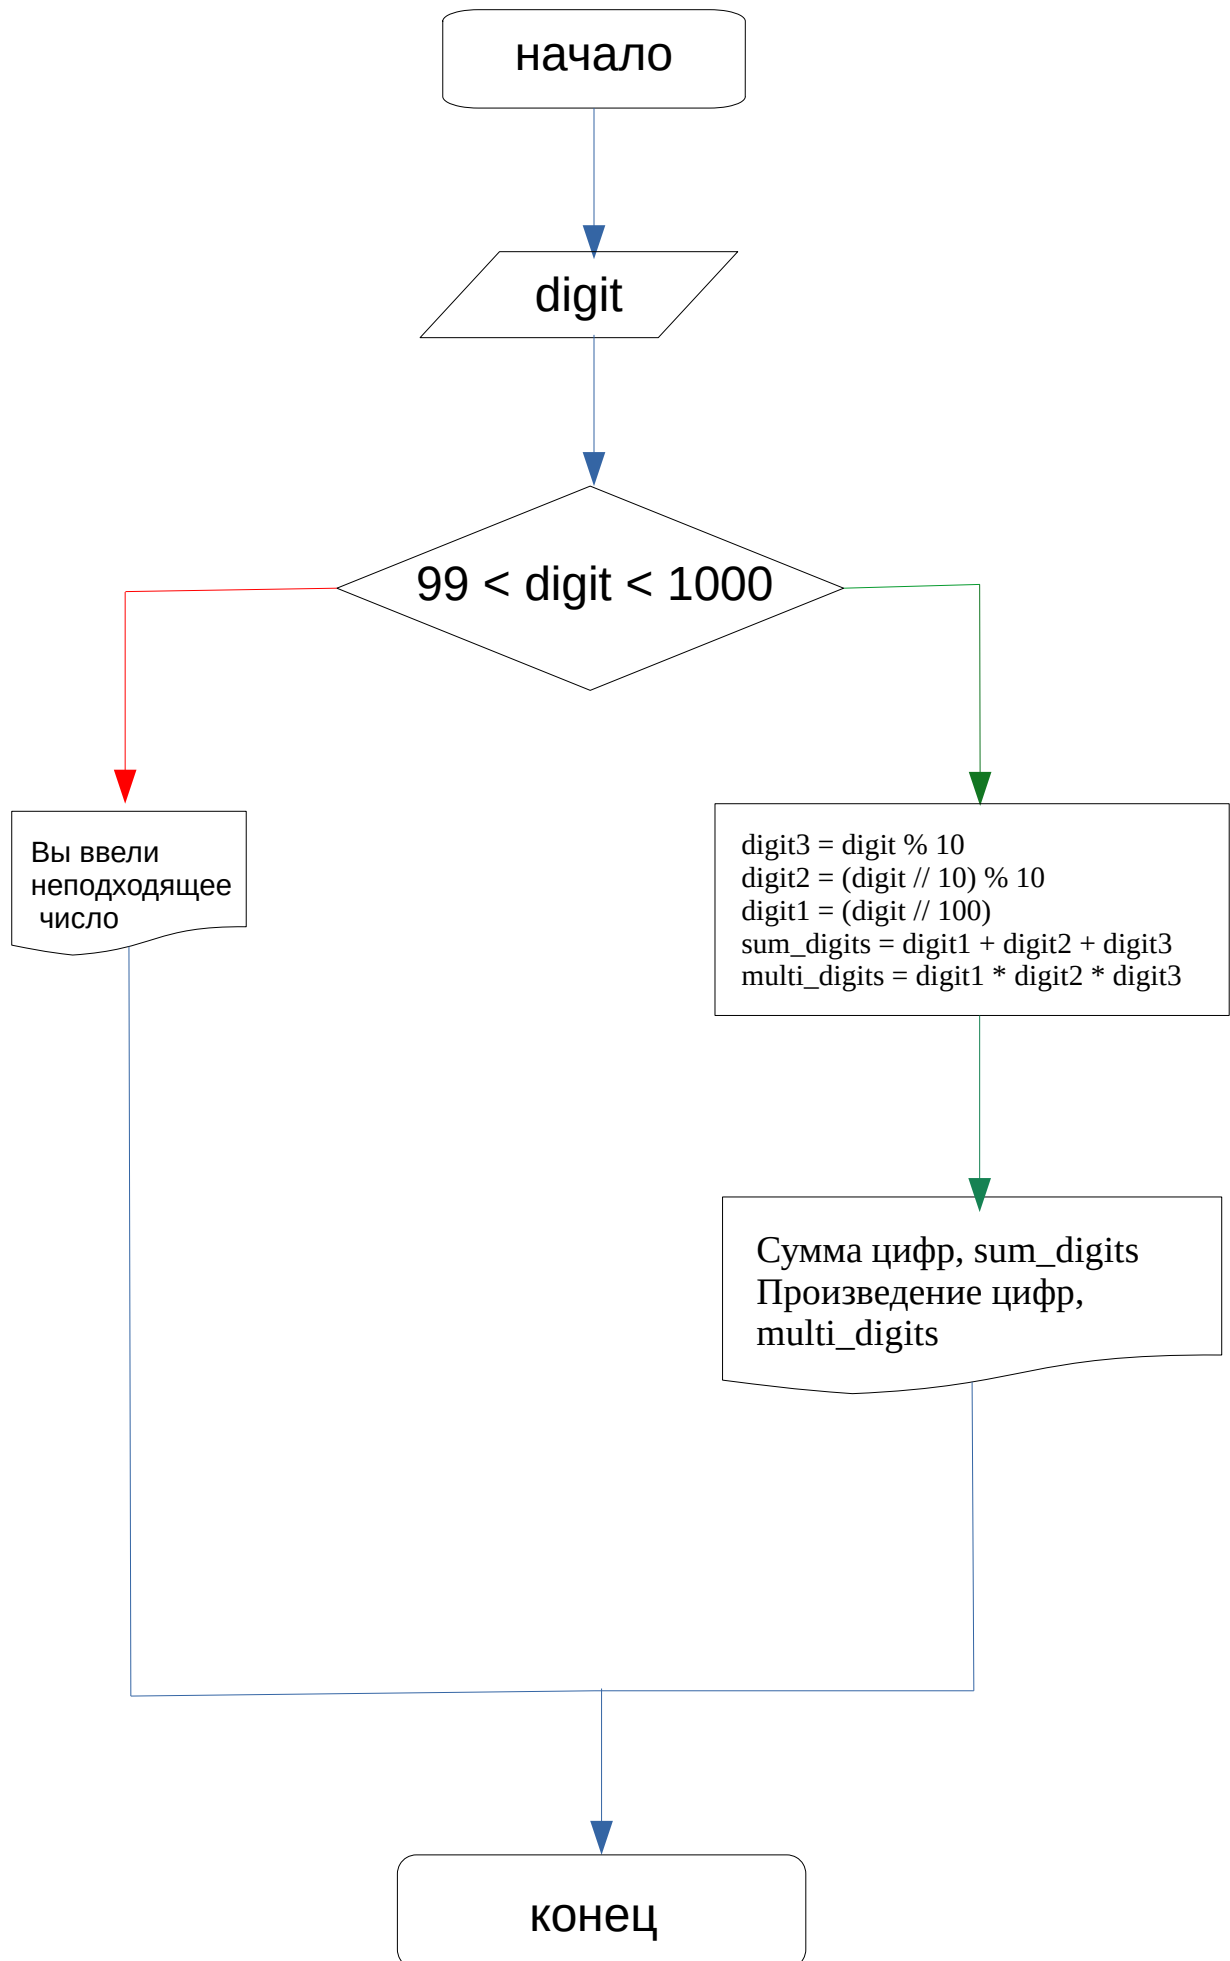 начало
digit
99 < digit < 1000
Вы ввели
неподходящее
число
digit3 = digit % 10
digit2 = (digit // 10) % 10
digit1 = (digit // 100)
sum_digits = digit1 + digit2 + digit3
multi_digits = digit1 * digit2 * digit3
Сумма цифр, sum_digits
Произведение цифр,
multi_digits
конец